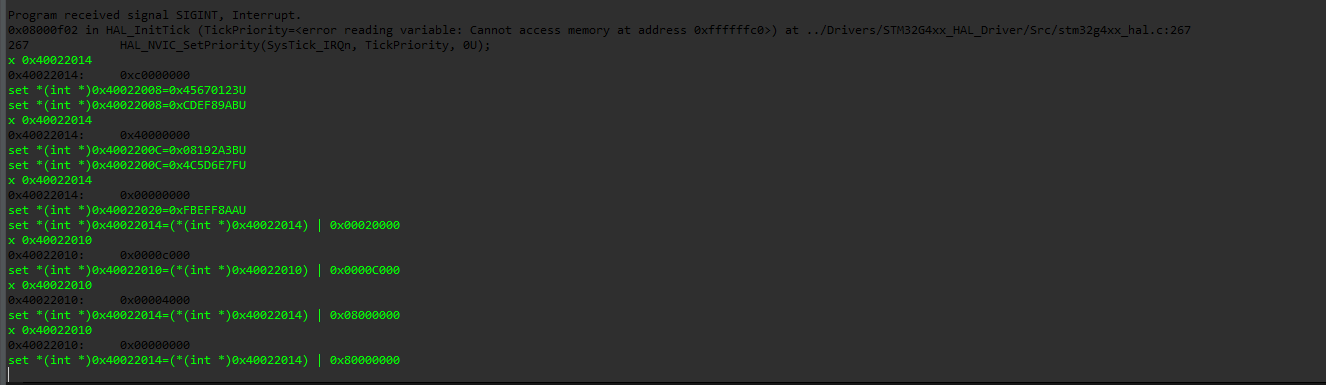 Program received signal SIGINT, Interrupt.
0x08000f02 in HAL_InitTick (TickPriority=<error reading variable: Cannot access memory at address 0xffffffc0>) at ../Drivers/STM32G4xx_HAL_Driver/Src/stm32g4xx_hal.c:267
267 HAL_NVIC_SetPriority(SysTick_IRQn, TickPriority, 0U);
x 0x40022014
0x40022014: 0xc0000000
set *(int *)0x40022008=0x45670123U
set *(int *)0x40022008=0xCDEF89ABU
x 0x40022014
0x40022014: 0x40000000
set *(int *)0x4002200C=0x08192A3BU
set *(int *)0x4002200C=0x4C5D6E7FU
x 0x40022014
0x40022014: 0x00000000
set *(int *)0x40022020=0xFBEFF8AAU
set *(int *)0x40022014=(*(int *)0x40022014) | 0x00020000
x 0x40022010
0x40022010: 0x0000c000
set *(int *)0x40022010=(*(int *)0x40022010) | 0x0000C000
x 0x40022010
0x40022010: 0x00004000
set *(int *)0x40022014=(*(int *)0x40022014) | 0x08000000
x 0x40022010
0x40022010: 0x00000000
set *(int *)0x40022014=(*(int *)0x40022014) | 0x80000000